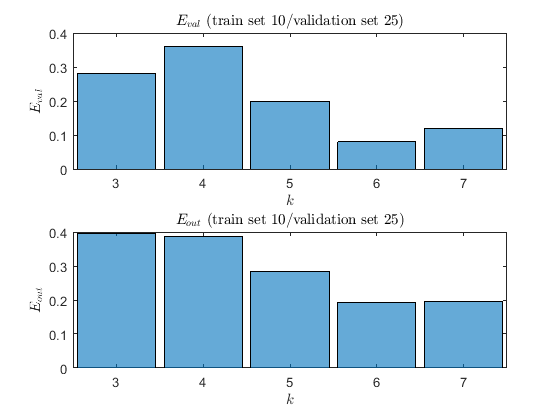 E_val (train set 10/validation set 25)
0.4
0.3
0.2
0.1
0
E_val
3 4 5 6 7
k
E_out (train set 10/validation set 25)
0.4
0.3
0.2
0.1
0
E_out
3 4 5 6 7
k